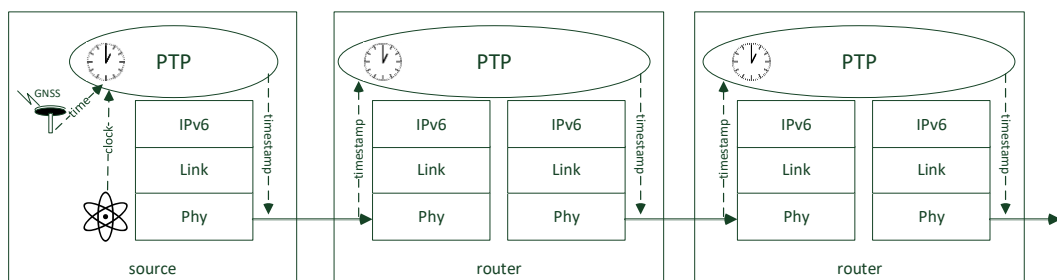 PTP
GNSS
time
clock
timestamp
IPv6
Link
Phy
source
PTP
timestamp
timestamp
IPv6
Link
Phy
IPv6
Link
Phy
router
PTP
timestamp
timestamp
IPv6
Link
Phy
IPv6
Link
Phy
router